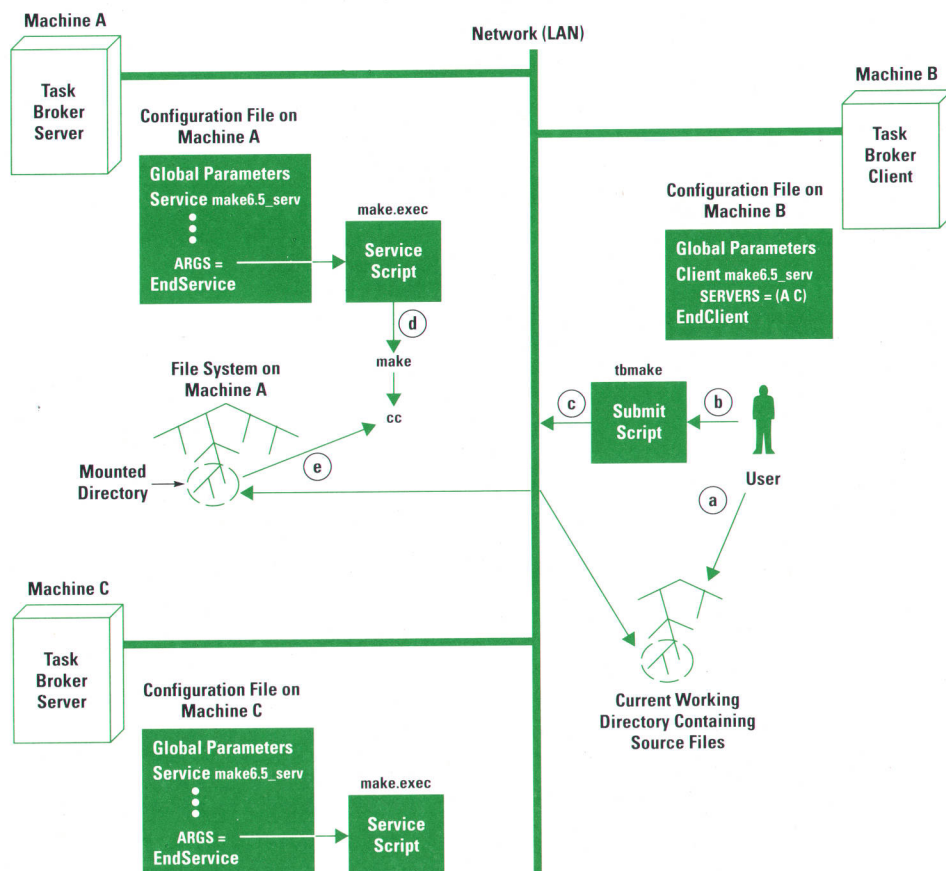 Machine A
Task
Broker
Server
Network (LAN)
Machine B
Task
Broker
Client
Configuration File on
Machine A
Global Parameters
Service make6.5_serv
ARGS =
EndService
make.exec
Service
Script
d
make
cc
Configuration File on
Machine B
Global Parameters
Client make6.5_serv
SERVERS = (A C)
EndClient
tbmake
Submit
Script
c
b
User
a
File System on
Machine A
Mounted
Directory
e
Current Working
Directory Containing
Source Files
Machine C
Task
Broker
Server
Configuration File on
Machine C
Global Parameters
Service make6.5_serv
ARGS =
EndService
make.exec
Service
Script